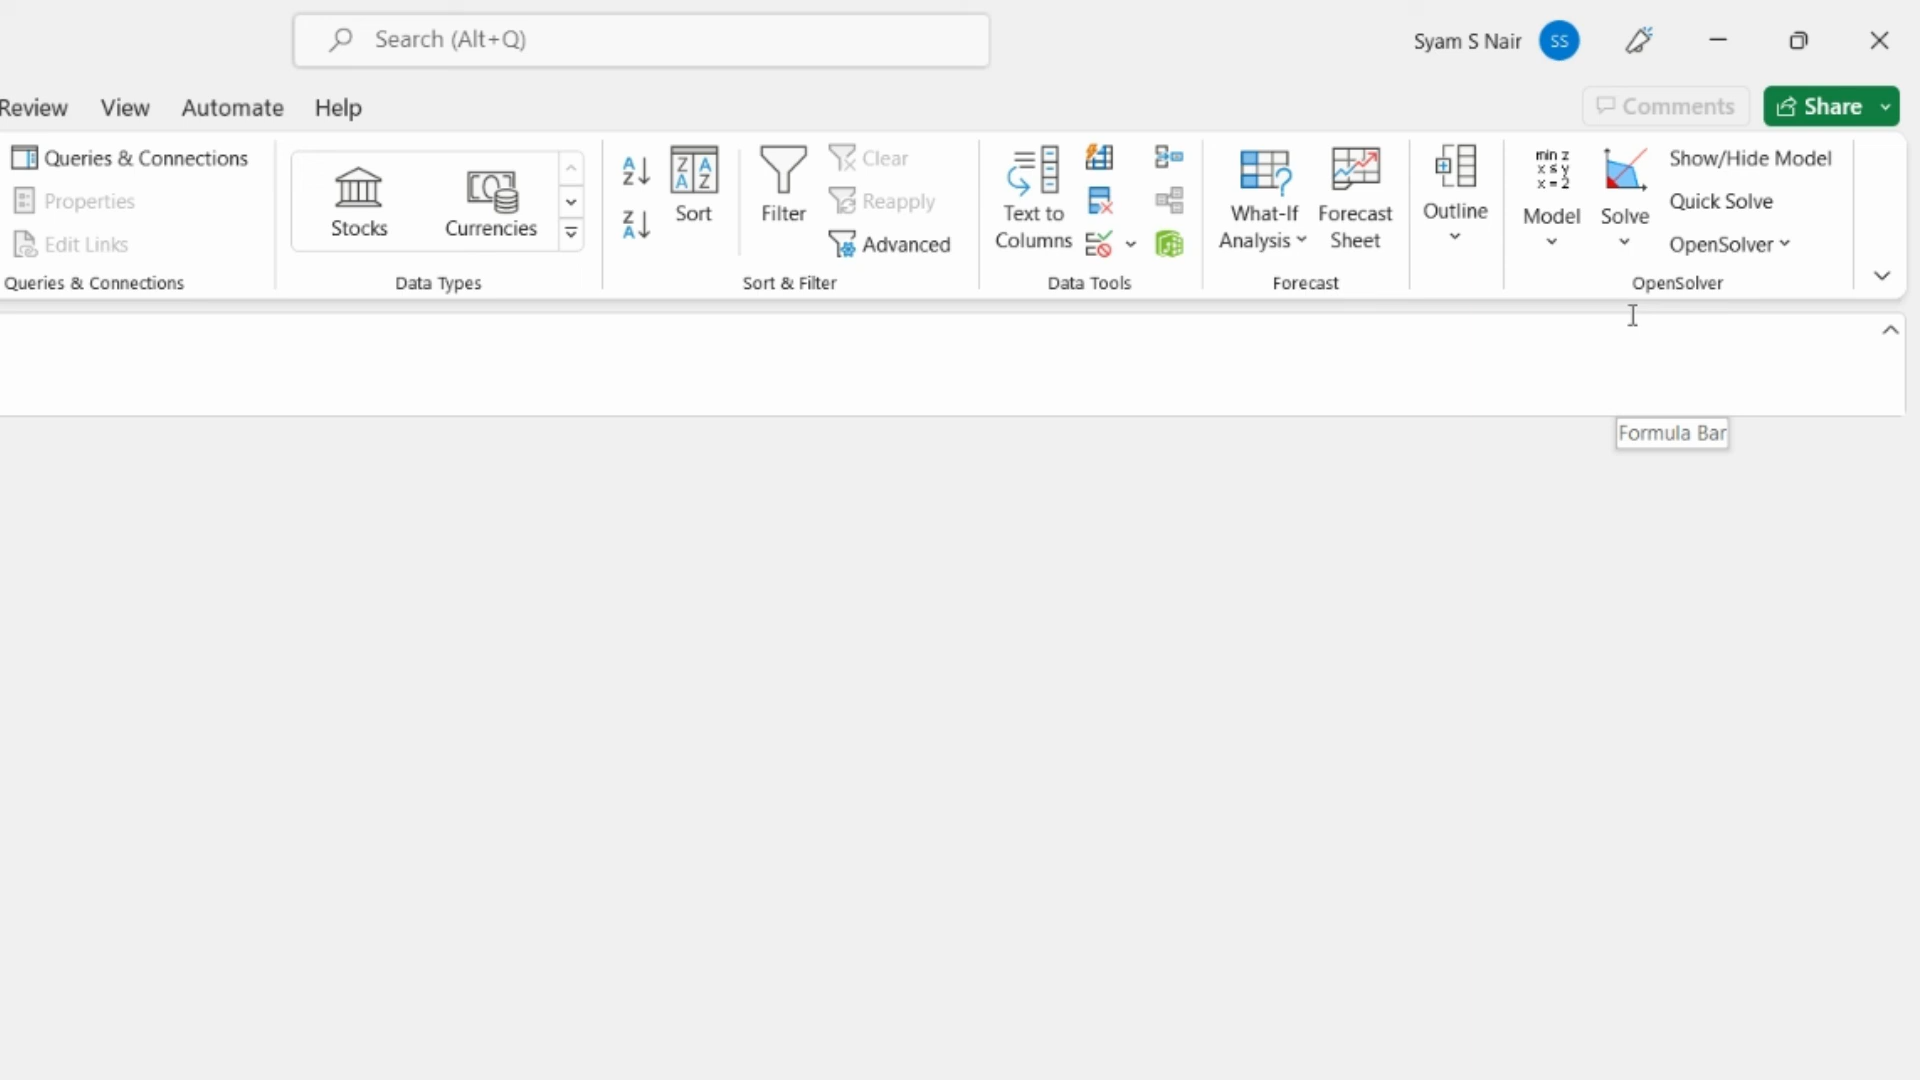 Search (Alt+Q)
Syam S Nair
SS
Review View Automate Help
Comments
Share
Queries & Connections
Properties
Edit Links
Queries & Connections
Stocks
Currencies
Data Types
Sort
Filter
Clear
Reapply
Advanced
Sort & Filter
Text to
Columns
Data Tools
What-If
Analysis
Forecast
Sheet
Forecast
Outline
min z
x ≤ y
x = 2
Model
Solve
Show/Hide Model
Quick Solve
OpenSolver
OpenSolver
Formula Bar